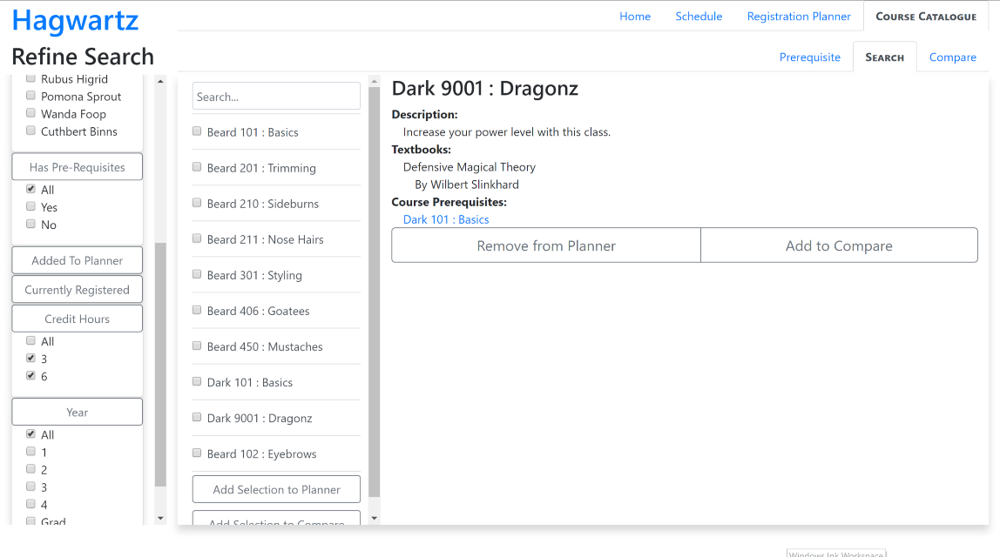 Hagwartz
Home
Schedule
Registration Planner
Course Catalogue
Refine Search
Prerequisite
Search
Compare
Rubus Higrid
Pomona Sprout
Wanda Foop
Cuthbert Binns
Has Pre-Requisites
All
Yes
No
Added To Planner
Currently Registered
Credit Hours
All
3
6
Year
All
1
2
3
4
Grad
Search...
Beard 101 : Basics
Beard 201 : Trimming
Beard 210 : Sideburns
Beard 211 : Nose Hairs
Beard 301 : Styling
Beard 406 : Goatees
Beard 450 : Mustaches
Dark 101 : Basics
Dark 9001 : Dragonz
Beard 102 : Eyebrows
Add Selection to Planner
Add Selection to Compare
Dark 9001 : Dragonz
Description:
Increase your power level with this class.
Textbooks:
Defensive Magical Theory
By Wilbert Slinkhard
Course Prerequisites:
Dark 101 : Basics
Remove from Planner
Add to Compare
Windows Ink Workspace